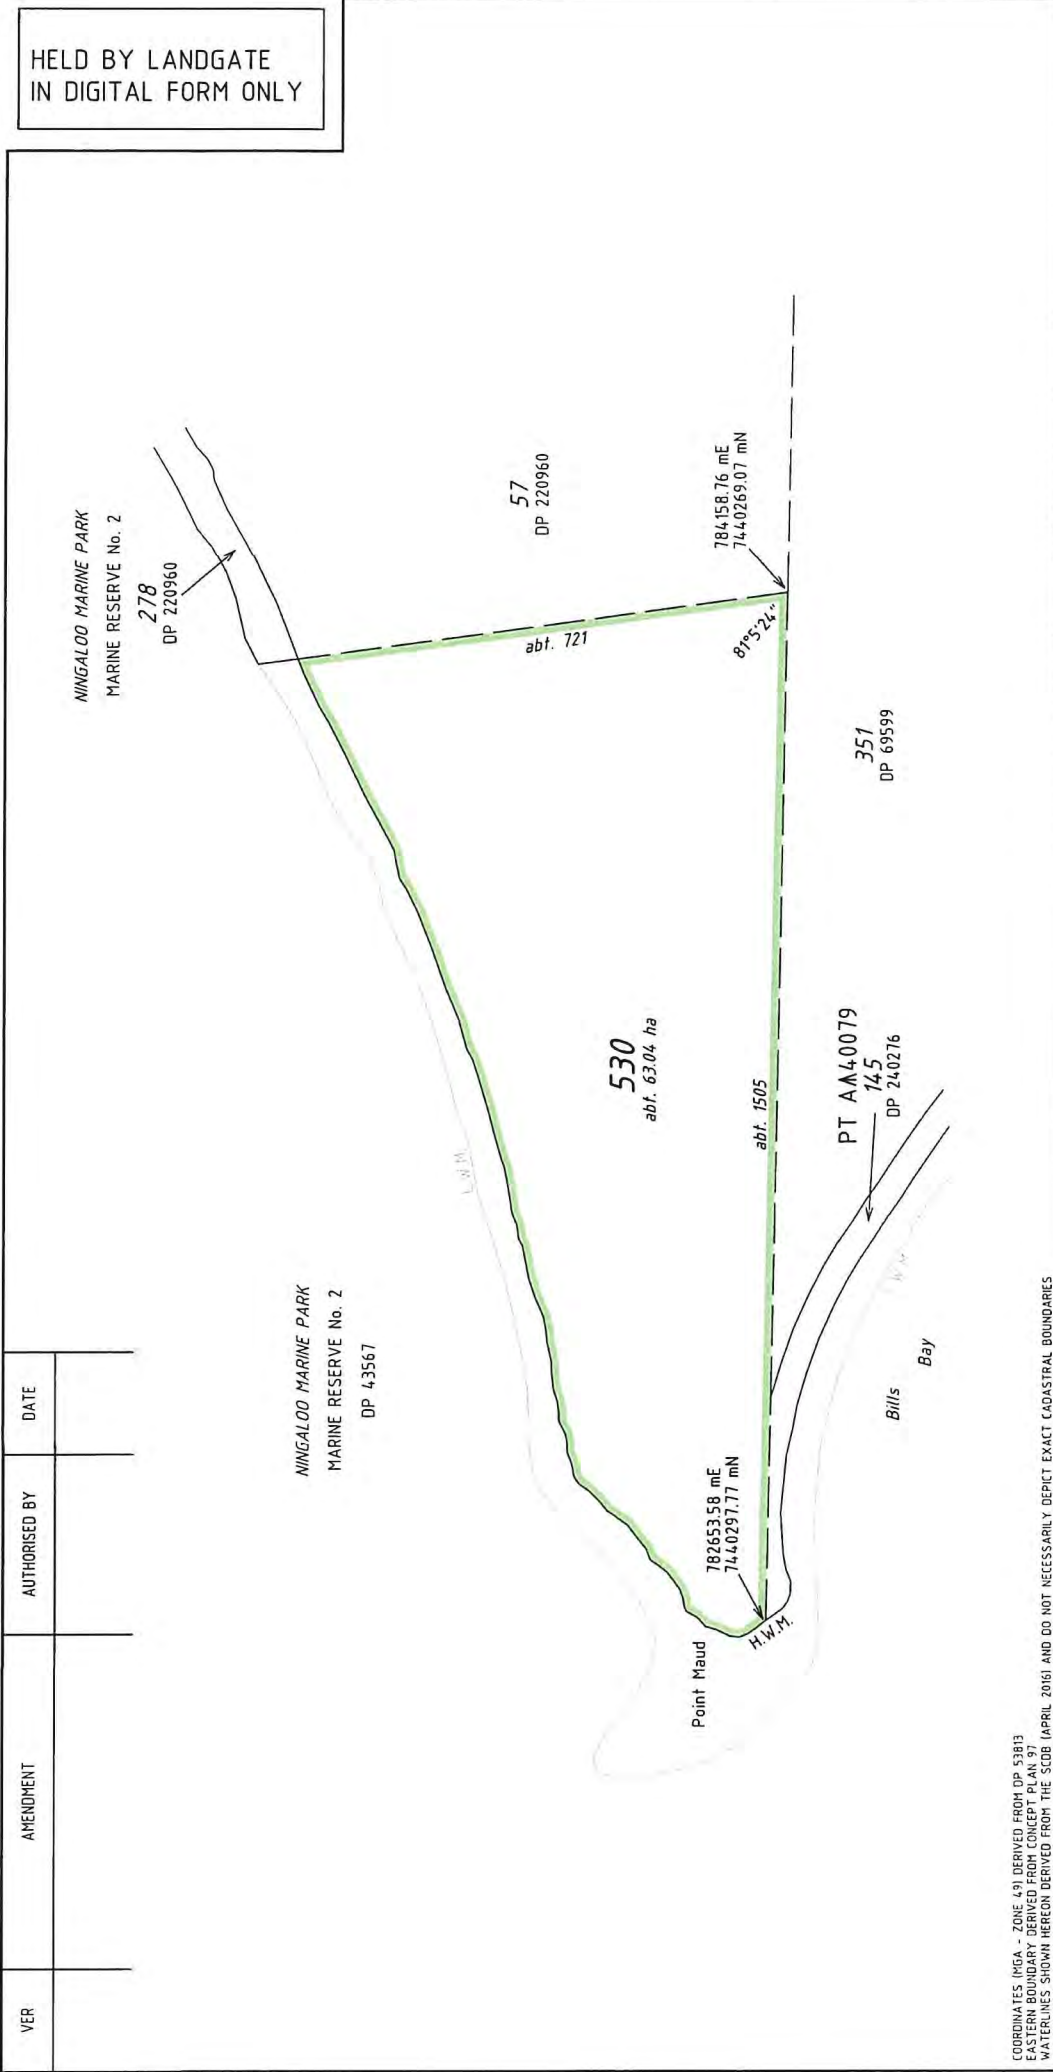 HELD BY LANDGATE
IN DIGITAL FORM ONLY
VER
AMENDMENT
AUTHORISED BY
DATE
NINGALOO MARINE PARK
MARINE RESERVE No. 2
DP 43567
NINGALOO MARINE PARK
MARINE RESERVE No. 2
278
DP 220960
57
DP 220960
784158.76 mE
7440269.07 mN
abt. 721
81°5'24"
L.W.M.
530
abt. 63.04 ha
abt. 1505
351
DP 69599
PT AA40079
145
DP 240276
782653.58 mE
7440297.77 mN
Point Maud
H.W.M.
Bills
Bay
W M
COORDINATES (MGA - ZONE 49) DERIVED FROM DP 53813
EASTERN BOUNDARY DERIVED FROM CONCEPT PLAN 97
WATERLINES SHOWN HEREON DERIVED FROM THE SCDB (APRIL 2016) AND DO NOT NECESSARILY DEPICT EXACT CADASTRAL BOUNDARIES